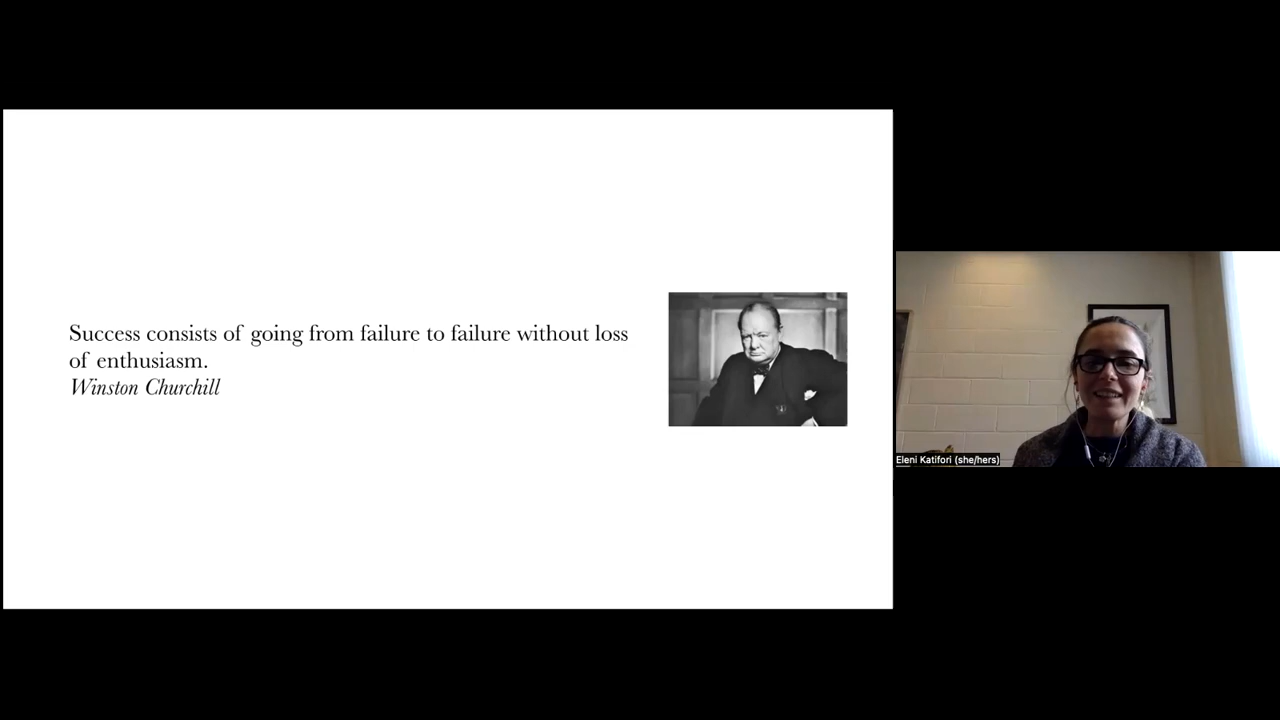 Success consists of going from failure to failure without loss
of enthusiasm.
Winston Churchill
Eleni Katifori (she/hers)